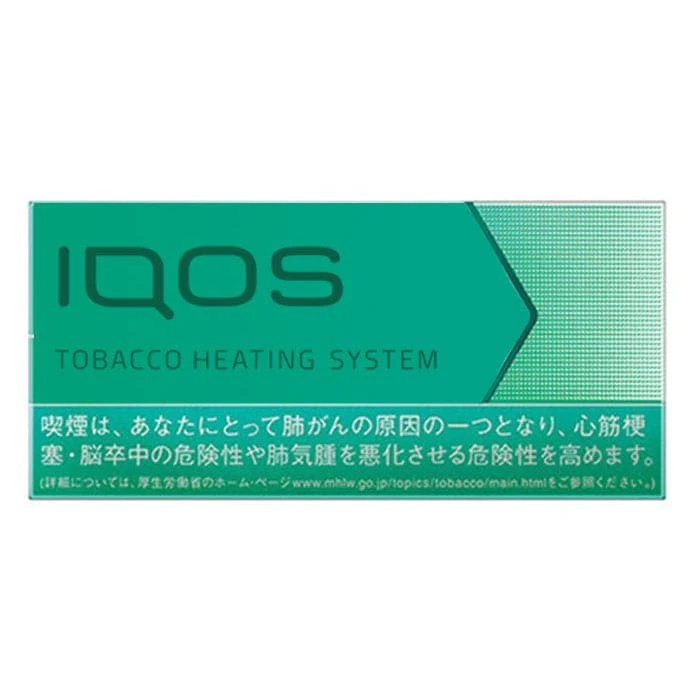 IQOS
TOBACCO HEATING SYSTEM
喫煙は、あなたにとって肺がんの原因の一つとなり、心筋梗
塞・脳卒中の危険性や肺気腫を悪化させる危険性を高めます。
(詳細については、厚生労働省のホーム・ページwww.mhlw.go.jp/topics/tobacco/main.htmlをご参照ください。)